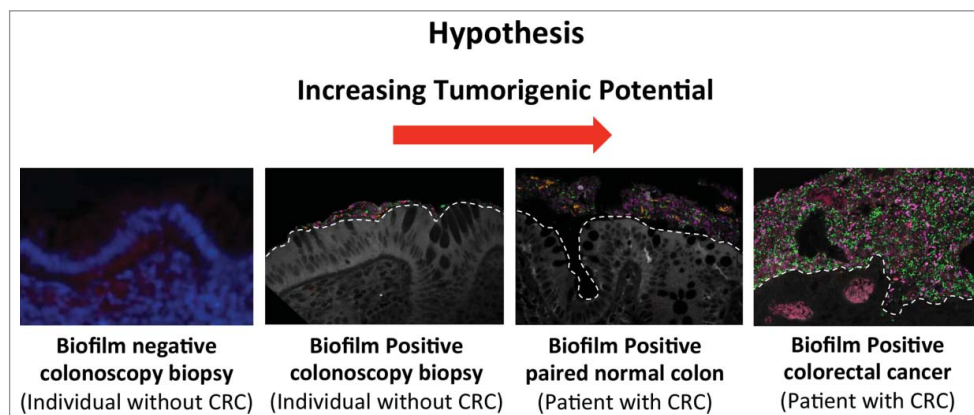 Hypothesis
Increasing Tumorigenic Potential
Biofilm negative
colonoscopy biopsy
(Individual without CRC)
Biofilm Positive
colonoscopy biopsy
(Individual without CRC)
Biofilm Positive
paired normal colon
(Patient with CRC)
Biofilm Positive
colorectal cancer
(Patient with CRC)